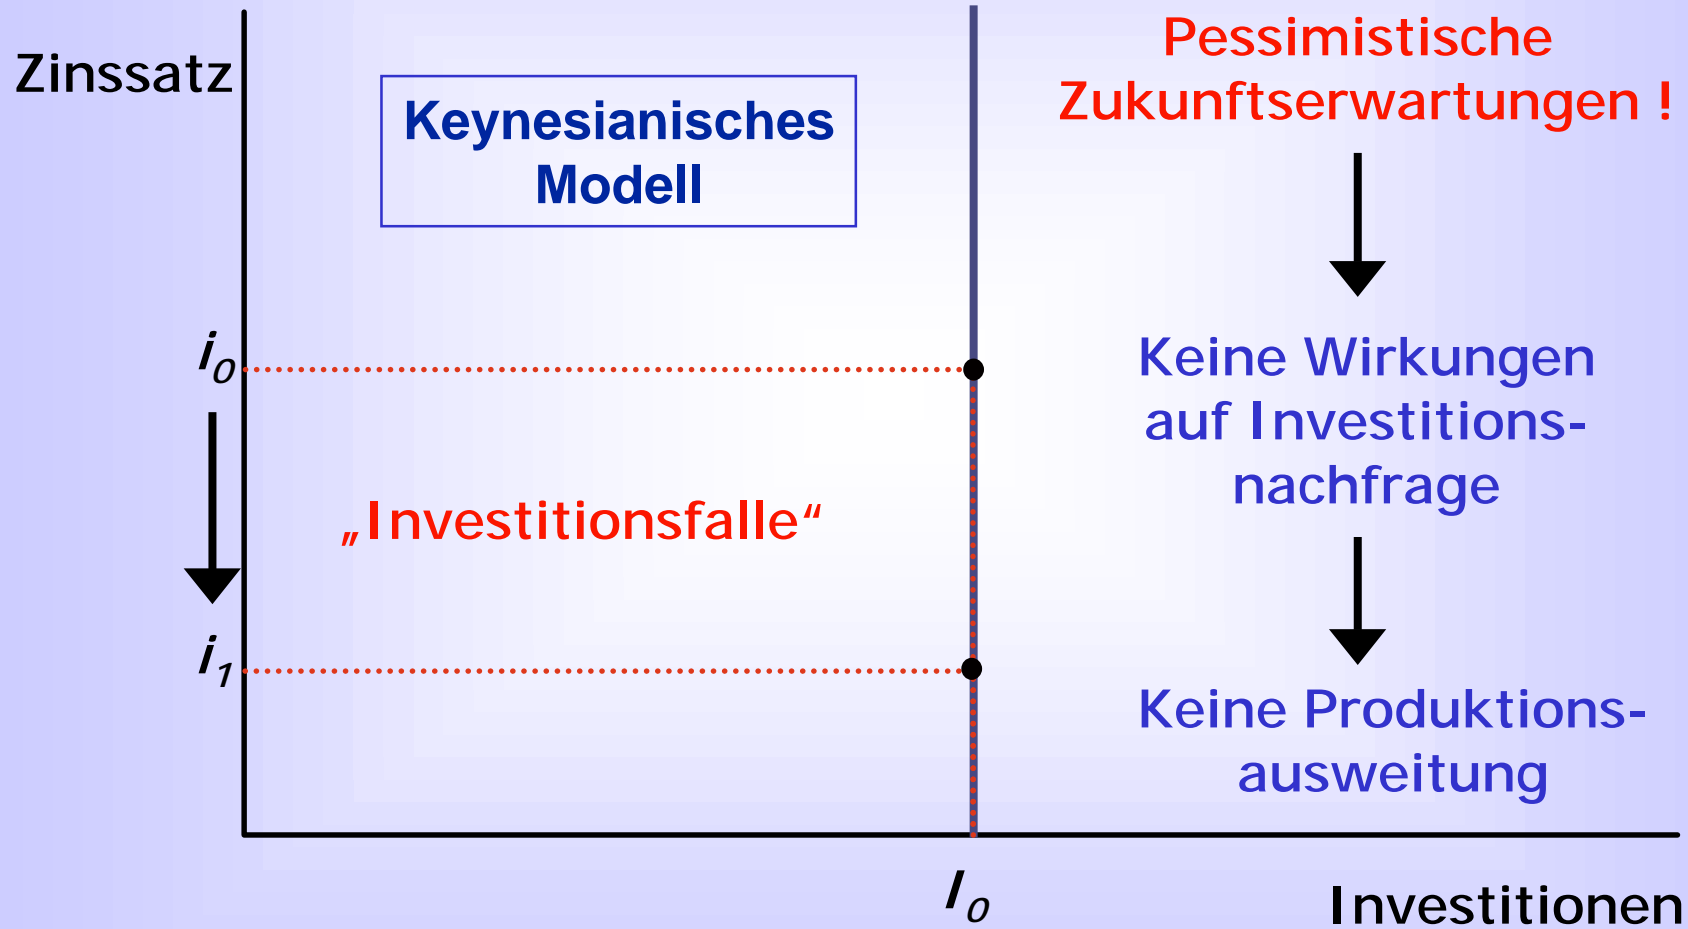 Zinssatz
Keynesianisches
Modell
Pessimistische
Zukunftserwartungen !
i0
Keine Wirkungen
auf Investitions-
nachfrage
„Investitionsfalle“
i1
Keine Produktions-
ausweitung
I0
Investitionen